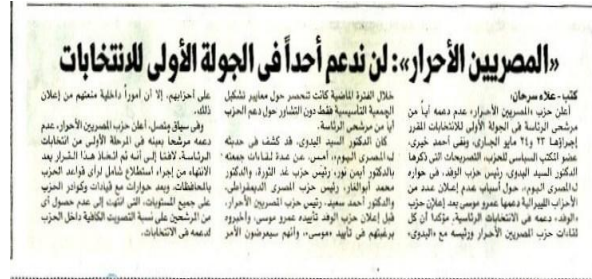 «المصريين الأحرار»: لن ندعم أحداً فى الجولة الأولى للانتخابات
كتب - علاء سرحان:
أعلن حزب «المصريين الأحرار» عدم دعمه أياً من
مرشحى الرئاسة فى الجولة الأولى للانتخابات المقرر
إجراؤها ٢٣ و٢٤ مايو الجارى، ونفى أحمد خيرى،
عضو المكتب السياسى للحزب، التصريحات التى ذكرها
الدكتور السيد البدوى، رئيس حزب الوفد، فى حواره
لـ«المصرى اليوم»، حول أسباب عدم إعلان عدد من
الأحزاب الليبرالية دعمها عمرو موسى بعد إعلان حزب
«الوفد» دعمه فى الانتخابات الرئاسية، مؤكداً أن كل
لقاءات حزب المصريين الأحرار ورئيسه مع «البدوى»
خلال الفترة الماضية كانت تنحصر حول معايير تشكيل
الجمعية التأسيسية فقط دون التشاور حول دعم الحزب
أياً من مرشحى الرئاسة.
كان الدكتور السيد البدوى، قد كشف فى حديثه
لـ«المصرى اليوم»، أمس، عن عدة لقاءات جمعته
بالدكتور أيمن نور، رئيس حزب غد الثورة، والدكتور
محمد أبوالغار، رئيس حزب المصرى الديمقراطى،
والدكتور أحمد سعيد، رئيس حزب المصريين الأحرار،
قبل إعلان حزب الوفد تأييده عمرو موسى، وأخبروه
برغبتهم فى تأييد «موسى»، وأنهم سيعرضون الأمر
على أحزابهم، إلا أن أموراً داخلية منعتهم من إعلان
ذلك.
وفى سياق متصل، أعلن حزب المصريين الأحرار، عدم
دعمه مرشحاً بعينه فى المرحلة الأولى من انتخابات
الرئاسة، لافتاً إلى أنه تم اتخاذ هذا القرار بعد
الانتهاء من إجراء استطلاع شامل لرأى قواعد الحزب
بالمحافظات، وبعد حوارات مع قيادات وكوادر الحزب
على جميع المستويات، التى انتهت إلى عدم حصول أى
من المرشحين على نسبة التصويت الكافية داخل الحزب
لدعمه فى الانتخابات.